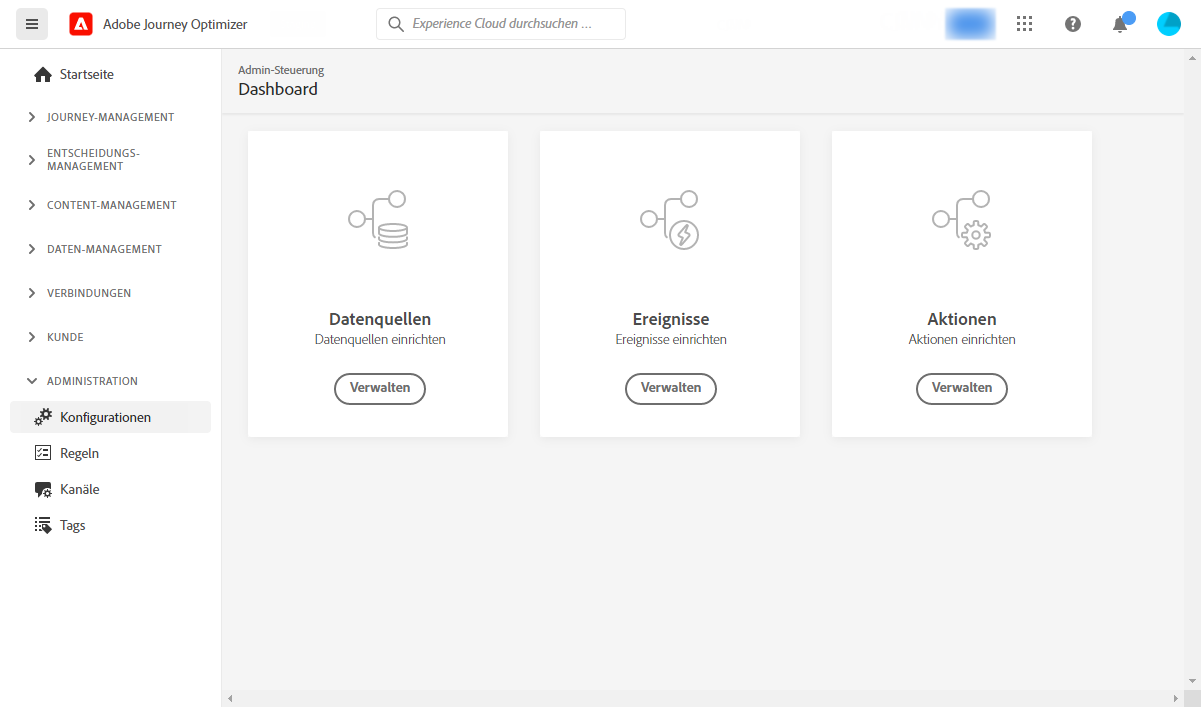 Adobe Journey Optimizer
Experience Cloud durchsuchen ...
Startseite
JOURNEY-MANAGEMENT
ENTSCHEIDUNGS-
MANAGEMENT
CONTENT-MANAGEMENT
DATEN-MANAGEMENT
VERBINDUNGEN
KUNDE
ADMINISTRATION
Konfigurationen
Regeln
Kanäle
Tags
Admin-Steuerung
Dashboard
Datenquellen
Datenquellen einrichten
Verwalten
Ereignisse
Ereignisse einrichten
Verwalten
Aktionen
Aktionen einrichten
Verwalten